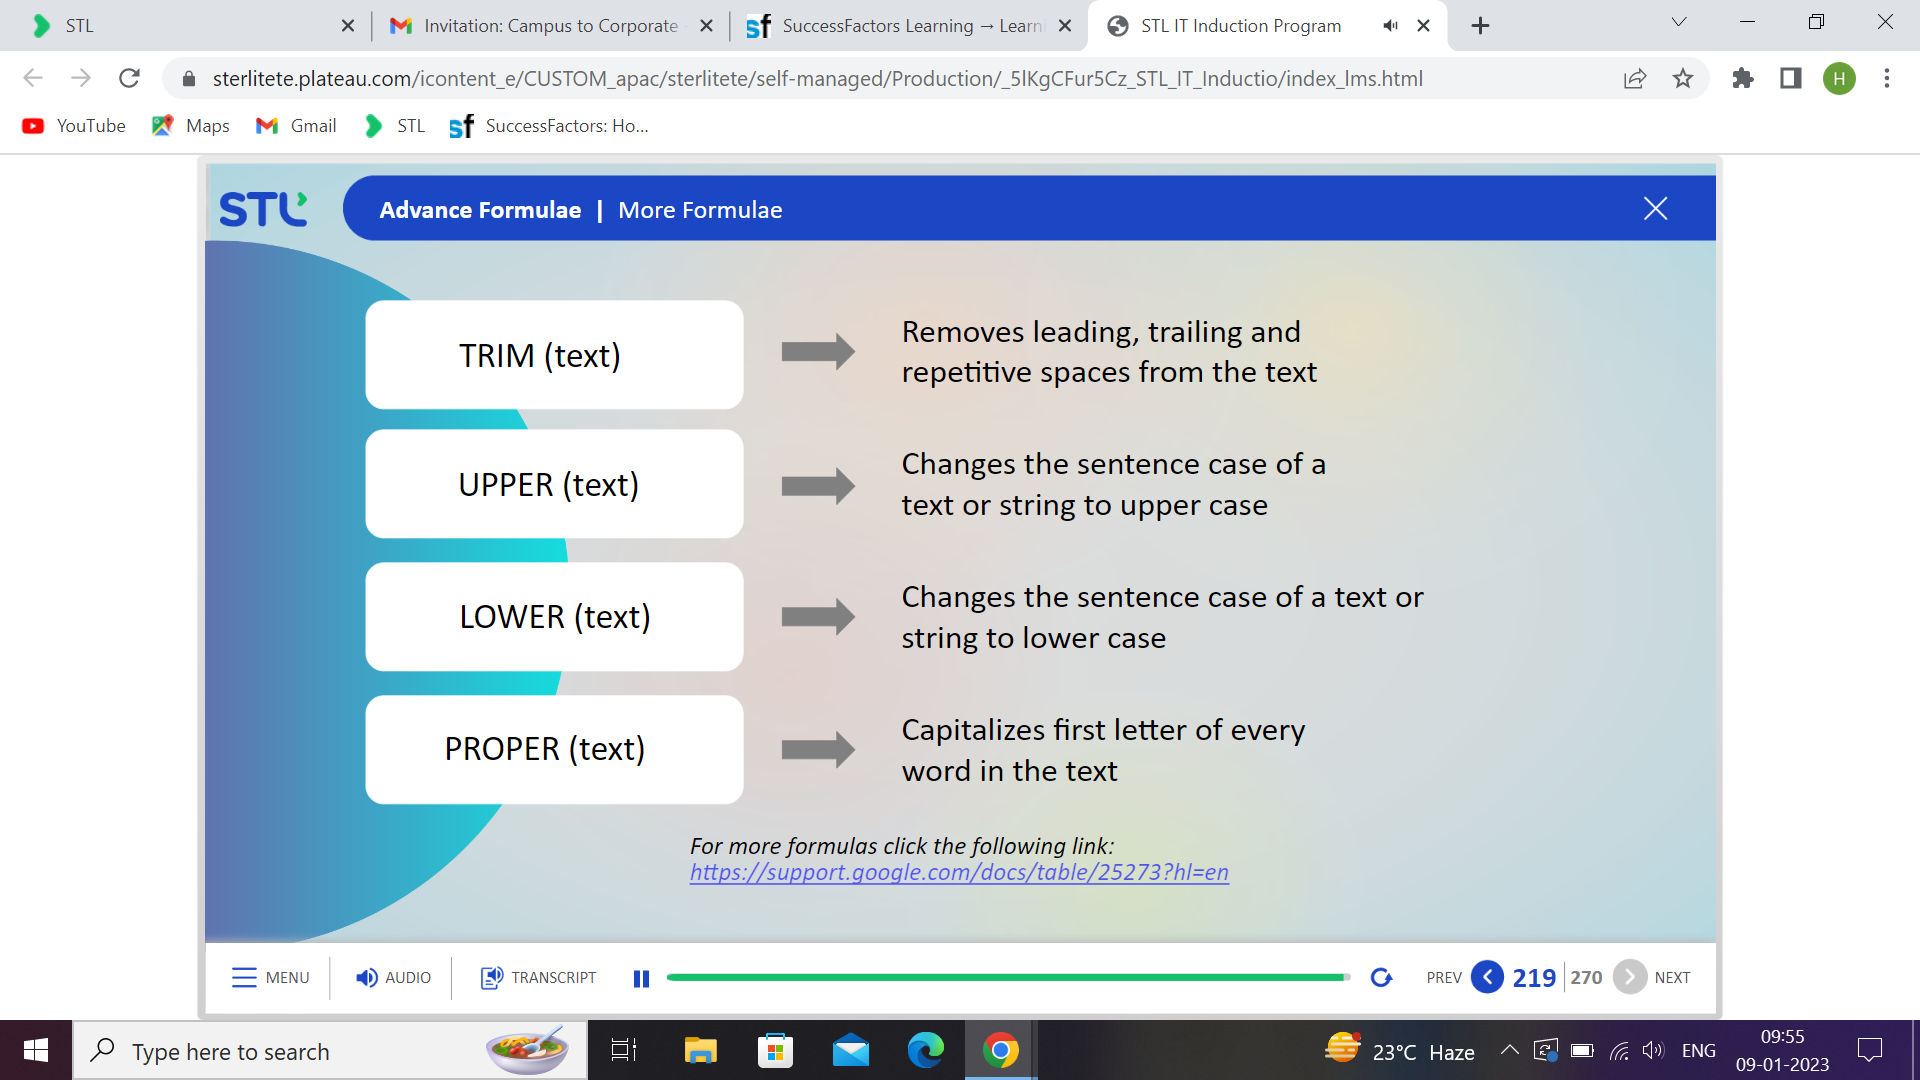 STL
Invitation: Campus to Corporate
SuccessFactors Learning → Learni
STL IT Induction Program
sterlitete.plateau.com/icontent_e/CUSTOM_apac/sterlitete/self-managed/Production/_5lKgCFur5Cz_STL_IT_Inductio/index_lms.html
H
YouTube
Maps
Gmail
STL
sf SuccessFactors: Ho...
STL
Advance Formulae | More Formulae
TRIM (text)
Removes leading, trailing and
repetitive spaces from the text
UPPER (text)
Changes the sentence case of a
text or string to upper case
LOWER (text)
Changes the sentence case of a text or
string to lower case
PROPER (text)
Capitalizes first letter of every
word in the text
For more formulas click the following link:
https://support.google.com/docs/table/25273?hl=en
MENU
AUDIO
TRANSCRIPT
PREV
219 | 270
NEXT
Type here to search
23°C Haze
ENG
09:55
09-01-2023